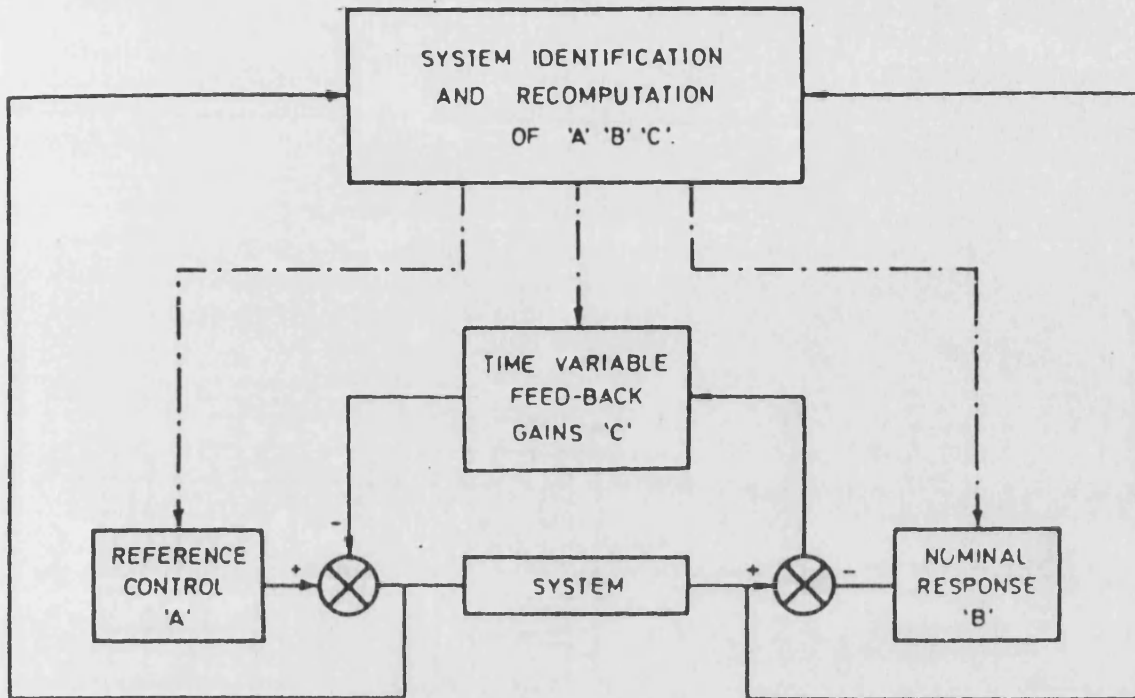 SYSTEM IDENTIFICATION
AND RECOMPUTATION
OF 'A' 'B' 'C'.
TIME VARIABLE
FEED-BACK
GAINS 'C'
-
REFERENCE
CONTROL
'A'
+
SYSTEM
+
-
NOMINAL
RESPONSE
'B'